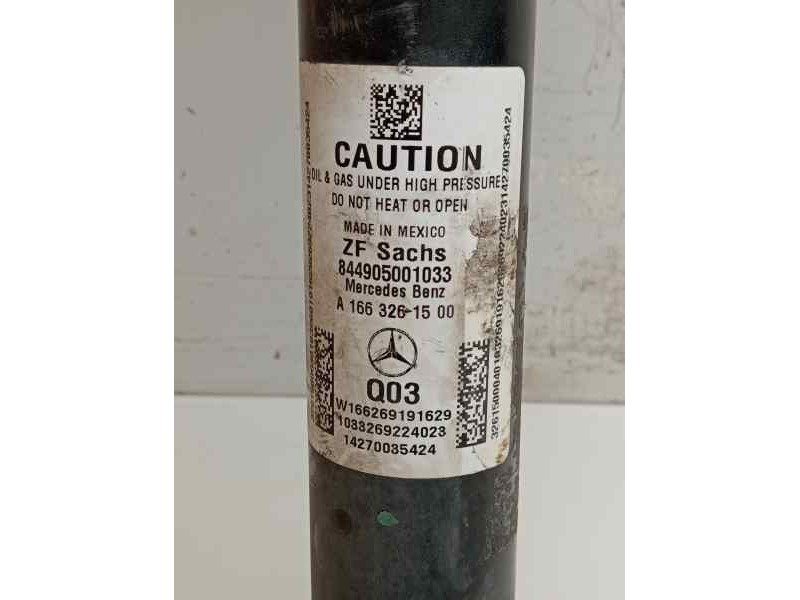 CAUTION
OIL & GAS UNDER HIGH PRESSURE
DO NOT HEAT OR OPEN
MADE IN MEXICO
ZF Sachs
844905001033
Mercedes Benz
A 166 326 15 00
Q03
W166269191629
1033269224023
14270035424